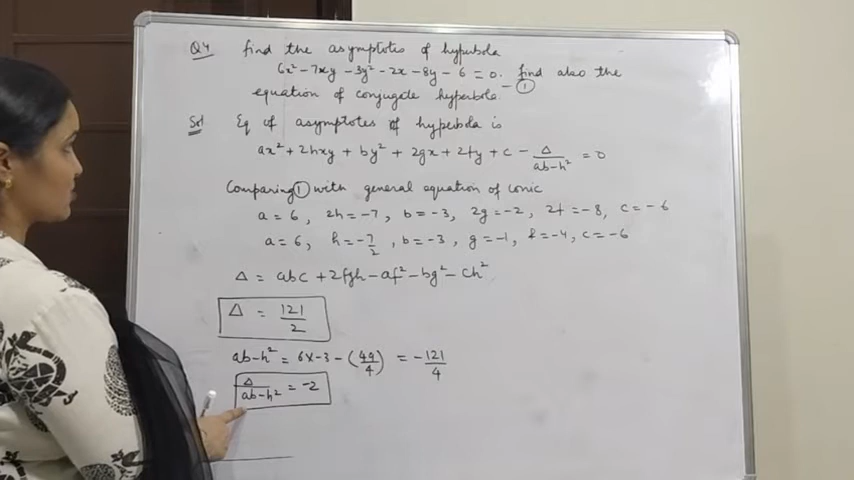 Q4 find the asymptotes of hyperbola
6x² - 7xy - 3y² - 2x - 8y - 6 = 0. find also the
equation of conjugate hyperbola. - ①
Sol Eq of asymptotes of hyperbola is
ax² + 2hxy + by² + 2gx + 2fy + c - Δ/(ab-h²) = 0
Comparing ① with general equation of conic
a = 6, 2h = -7, b = -3, 2g = -2, 2f = -8, c = -6
a = 6, h = -7/2, b = -3, g = -1, f = -4, c = -6
Δ = abc + 2fgh - af² - bg² - ch²
Δ = 121/2
ab-h² = 6x-3 - (49/4) = -121/4
Δ/(ab-h²) = -2